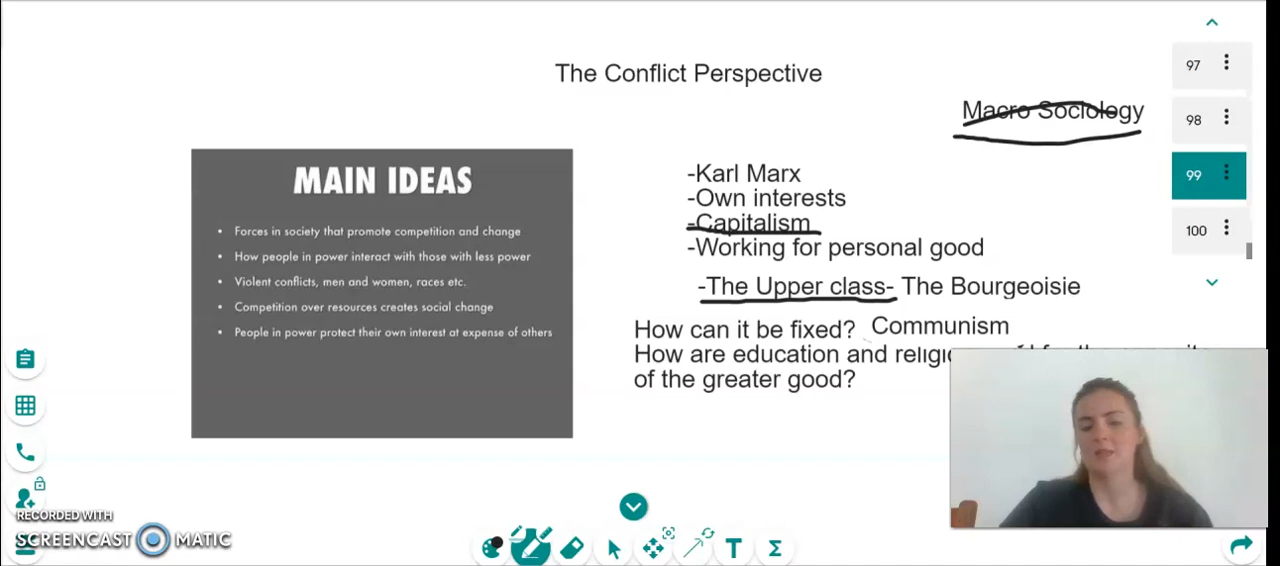 The Conflict Perspective
Macro Sociology
97
98
99
100
MAIN IDEAS
• Forces in society that promote competition and change
• How people in power interact with those with less power
• Violent conflicts, men and women, races etc.
• Competition over resources creates social change
• People in power protect their own interest at expense of others
-Karl Marx
-Own interests
-Capitalism
-Working for personal good
-The Upper class- The Bourgeoisie
How can it be fixed? Communism
How are education and
of the greater good?
RECORDED WITH
SCREENCAST MATIC
T
Σ